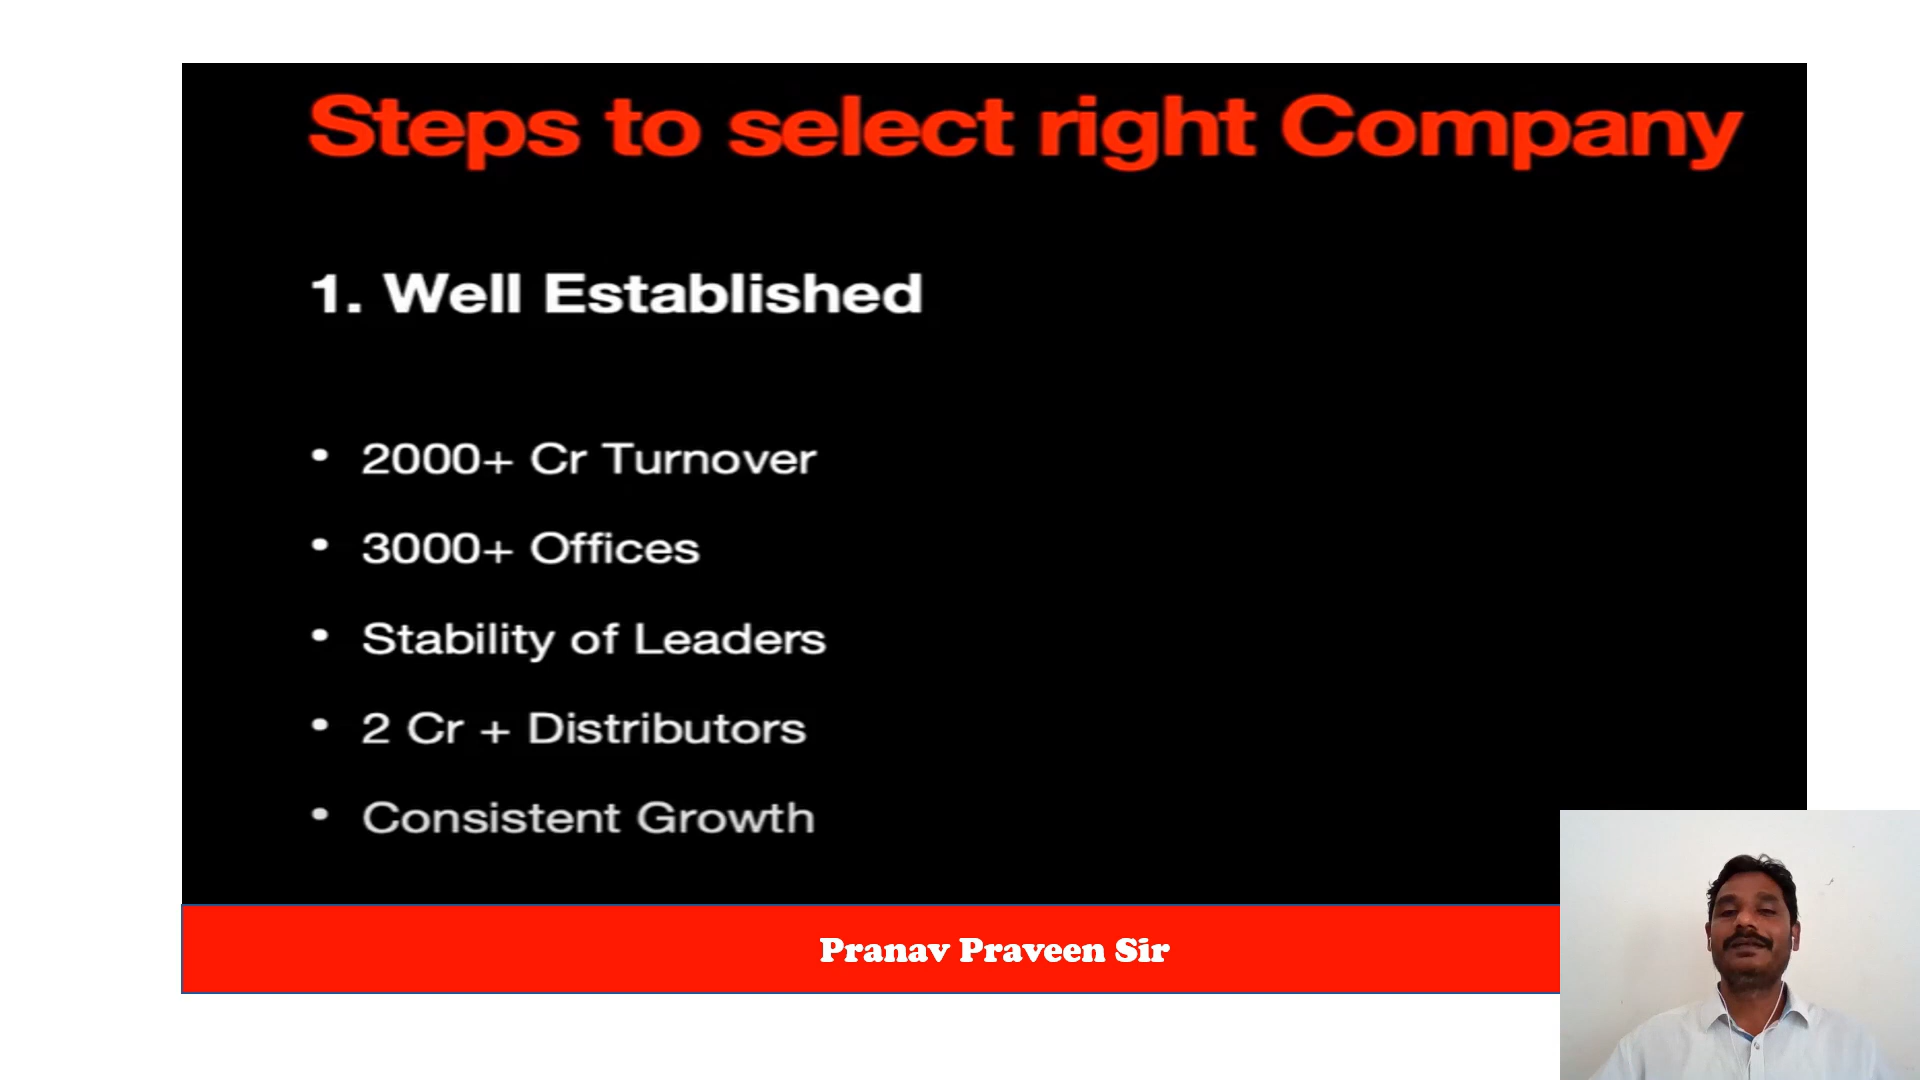 Steps to select right Company
1. Well Established
• 2000+ Cr Turnover
• 3000+ Offices
• Stability of Leaders
• 2 Cr + Distributors
• Consistent Growth
Pranav Praveen Sir